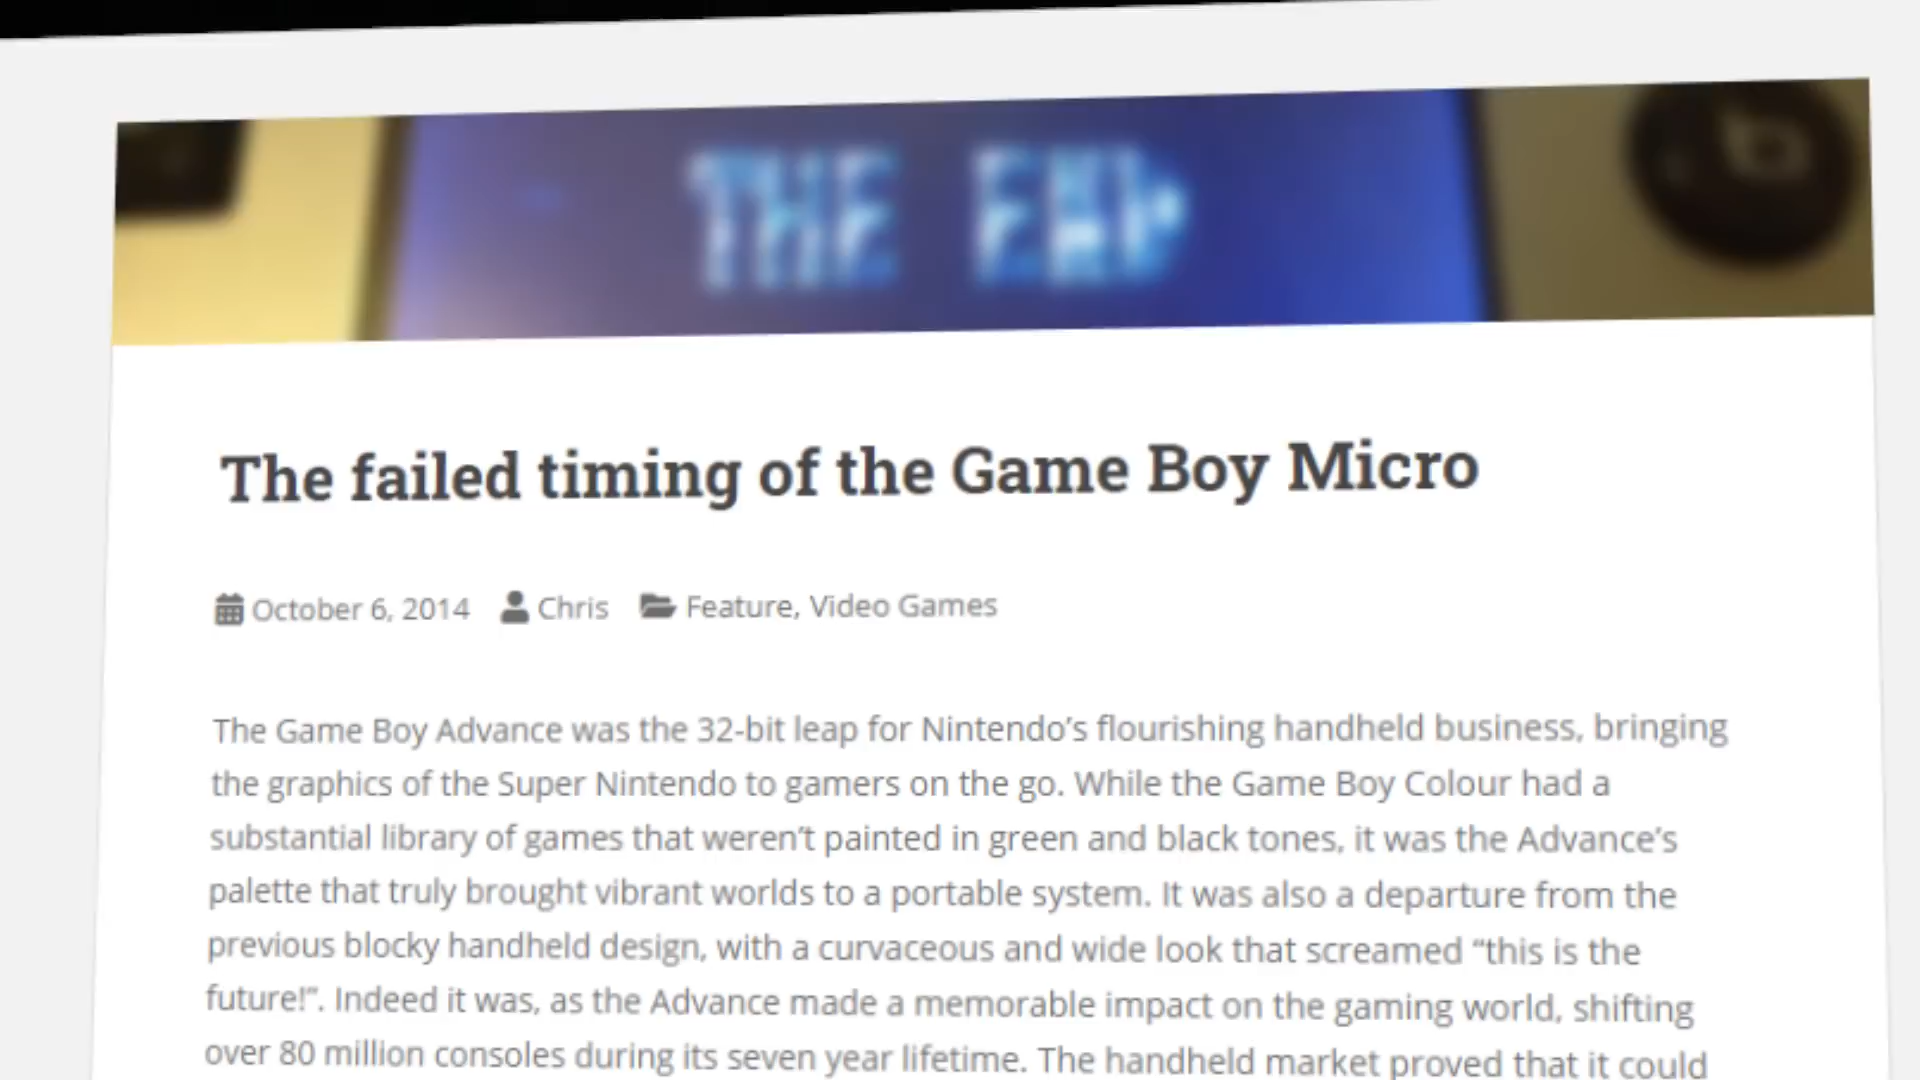 THE END
The failed timing of the Game Boy Micro
October 6, 2014 Chris Feature, Video Games
The Game Boy Advance was the 32-bit leap for Nintendo’s flourishing handheld business, bringing
the graphics of the Super Nintendo to gamers on the go. While the Game Boy Colour had a
substantial library of games that weren’t painted in green and black tones, it was the Advance’s
palette that truly brought vibrant worlds to a portable system. It was also a departure from the
previous blocky handheld design, with a curvaceous and wide look that screamed “this is the
future!”. Indeed it was, as the Advance made a memorable impact on the gaming world, shifting
over 80 million consoles during its seven year lifetime. The handheld market proved that it could